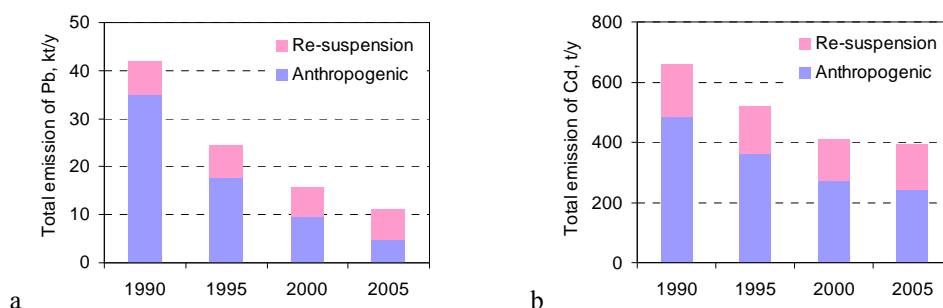 Total emission of Pb, kt/y
50
40
30
20
10
0
Re-suspension
Anthropogenic
1990 1995 2000 2005
a
Total emission of Cd, t/y
800
600
400
200
0
Re-suspension
Anthropogenic
1990 1995 2000 2005
b